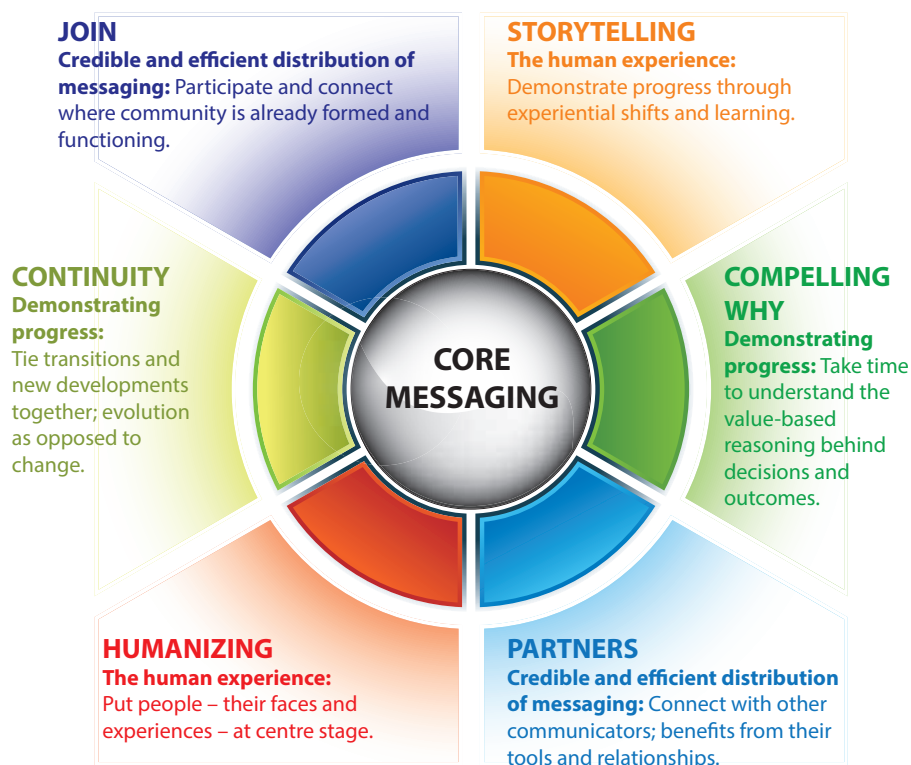 JOIN
Credible and efficient distribution of
messaging: Participate and connect
where community is already formed and
functioning.
STORYTELLING
The human experience:
Demonstrate progress through
experiential shifts and learning.
CONTINUITY
Demonstrating
progress:
Tie transitions and
new developments
together; evolution
as opposed to
change.
CORE
MESSAGING
COMPELLING
WHY
Demonstrating
progress: Take time
to understand the
value-based
reasoning behind
decisions and
outcomes.
HUMANIZING
The human experience:
Put people – their faces and
experiences – at centre stage.
PARTNERS
Credible and efficient distribution
of messaging: Connect with other
communicators; benefits from their
tools and relationships.